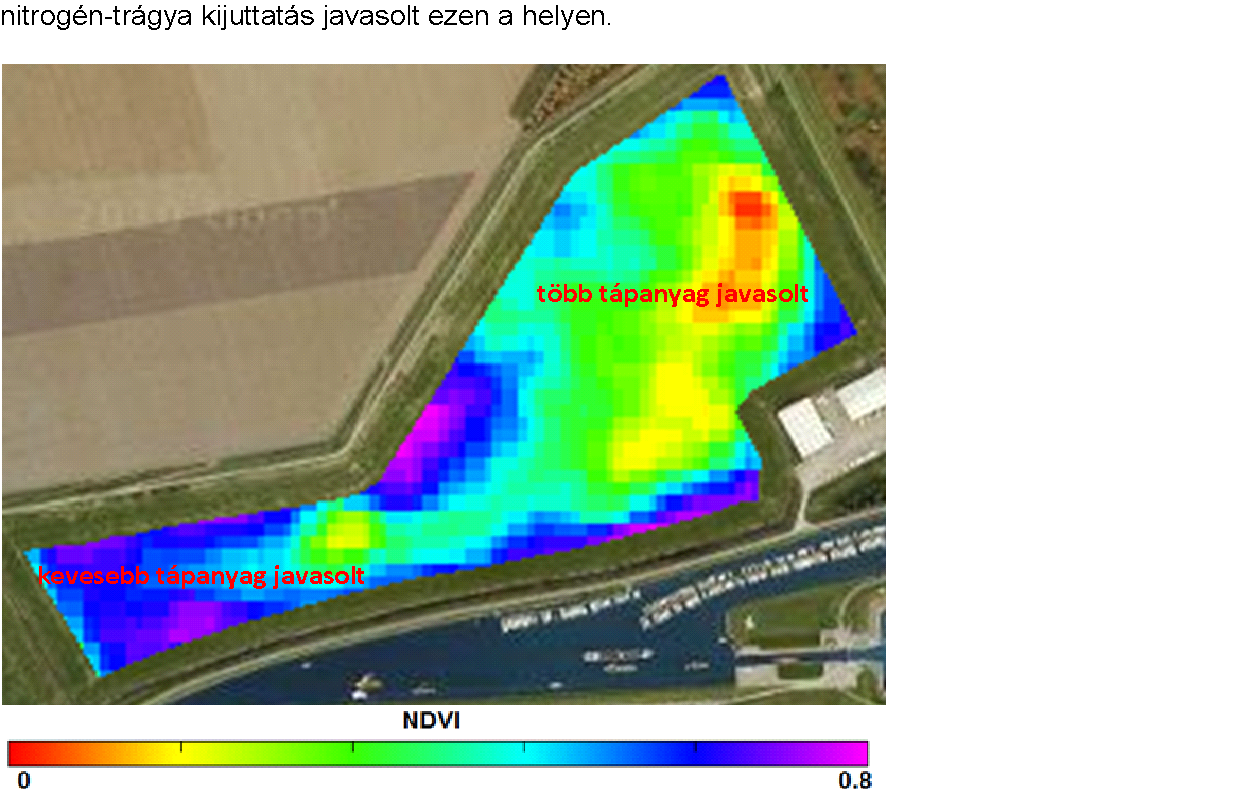 nitrogén-trágya kijuttatás javasolt ezen a helyen.
több tápanyag javasolt
kevesebb tápanyag javasolt
NDVI
0 0.8